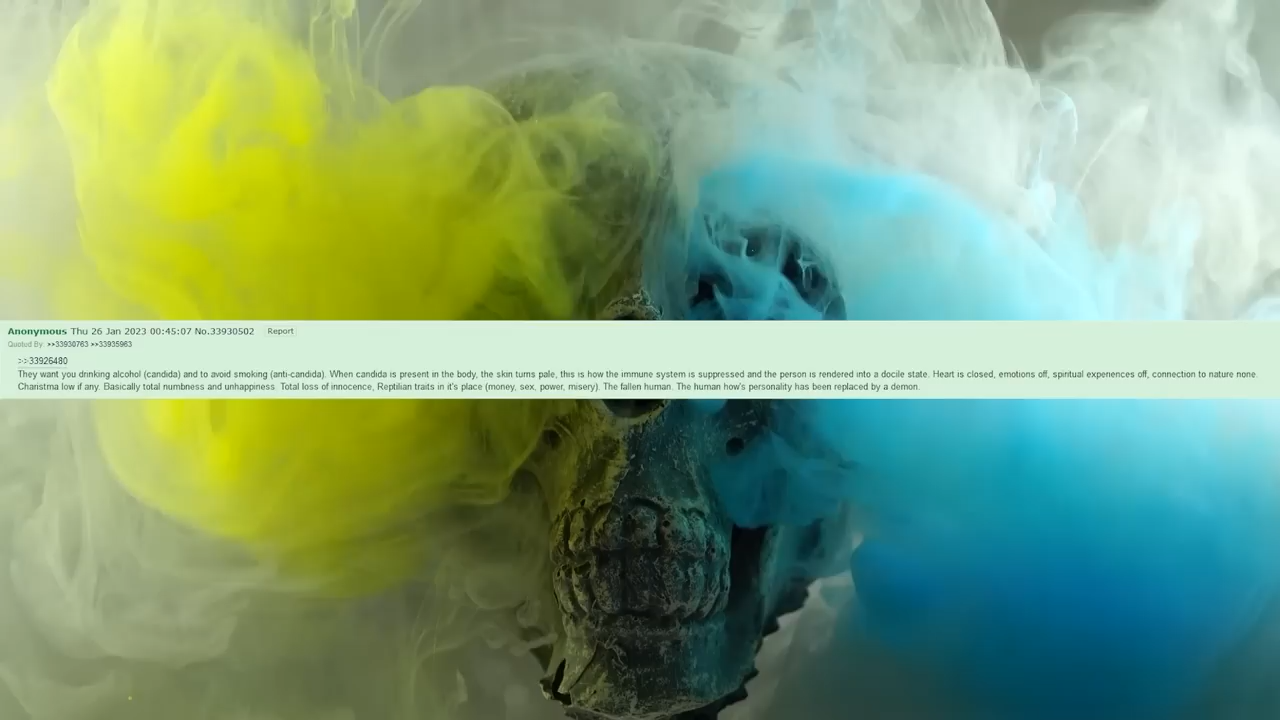 Anonymous Thu 26 Jan 2023 00:45:07 No.33930502 Report
Quoted By: >>33930763 >>33935963
>>33926480
They want you drinking alcohol (candida) and to avoid smoking (anti-candida). When candida is present in the body, the skin turns pale, this is how the immune system is suppressed and the person is rendered into a docile state. Heart is closed, emotions off, spiritual experiences off, connection to nature none.
Charistma low if any. Basically total numbness and unhappiness. Total loss of innocence, Reptilian traits in it's place (money, sex, power, misery). The fallen human. The human how's personality has been replaced by a demon.